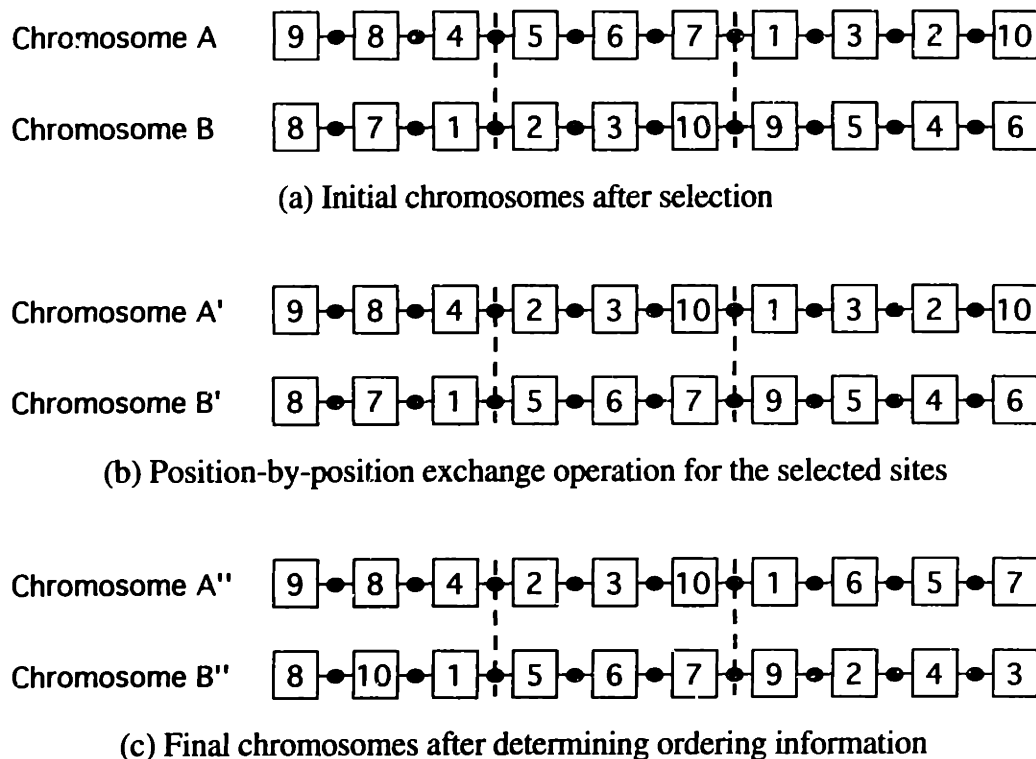 Chromosome A 9 8 4 5 6 7 1 3 2 10
Chromosome B 8 7 1 2 3 10 9 5 4 6
(a) Initial chromosomes after selection
Chromosome A' 9 8 4 2 3 10 1 3 2 10
Chromosome B' 8 7 1 5 6 7 9 5 4 6
(b) Position-by-position exchange operation for the selected sites
Chromosome A'' 9 8 4 2 3 10 1 6 5 7
Chromosome B'' 8 10 1 5 6 7 9 2 4 3
(c) Final chromosomes after determining ordering information